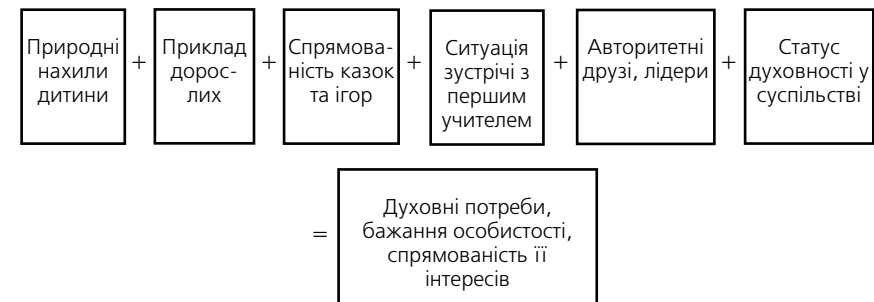 Природні
нахили
дитини
+
Приклад
дорос-
лих
+
Спрямова-
ність казок
та ігор
+
Ситуація
зустрічі з
першим
учителем
+
Авторитетні
друзі, лідери
+
Статус
духовності у
суспільстві
=
Духовні потреби,
бажання особистості,
спрямованість її
інтересів